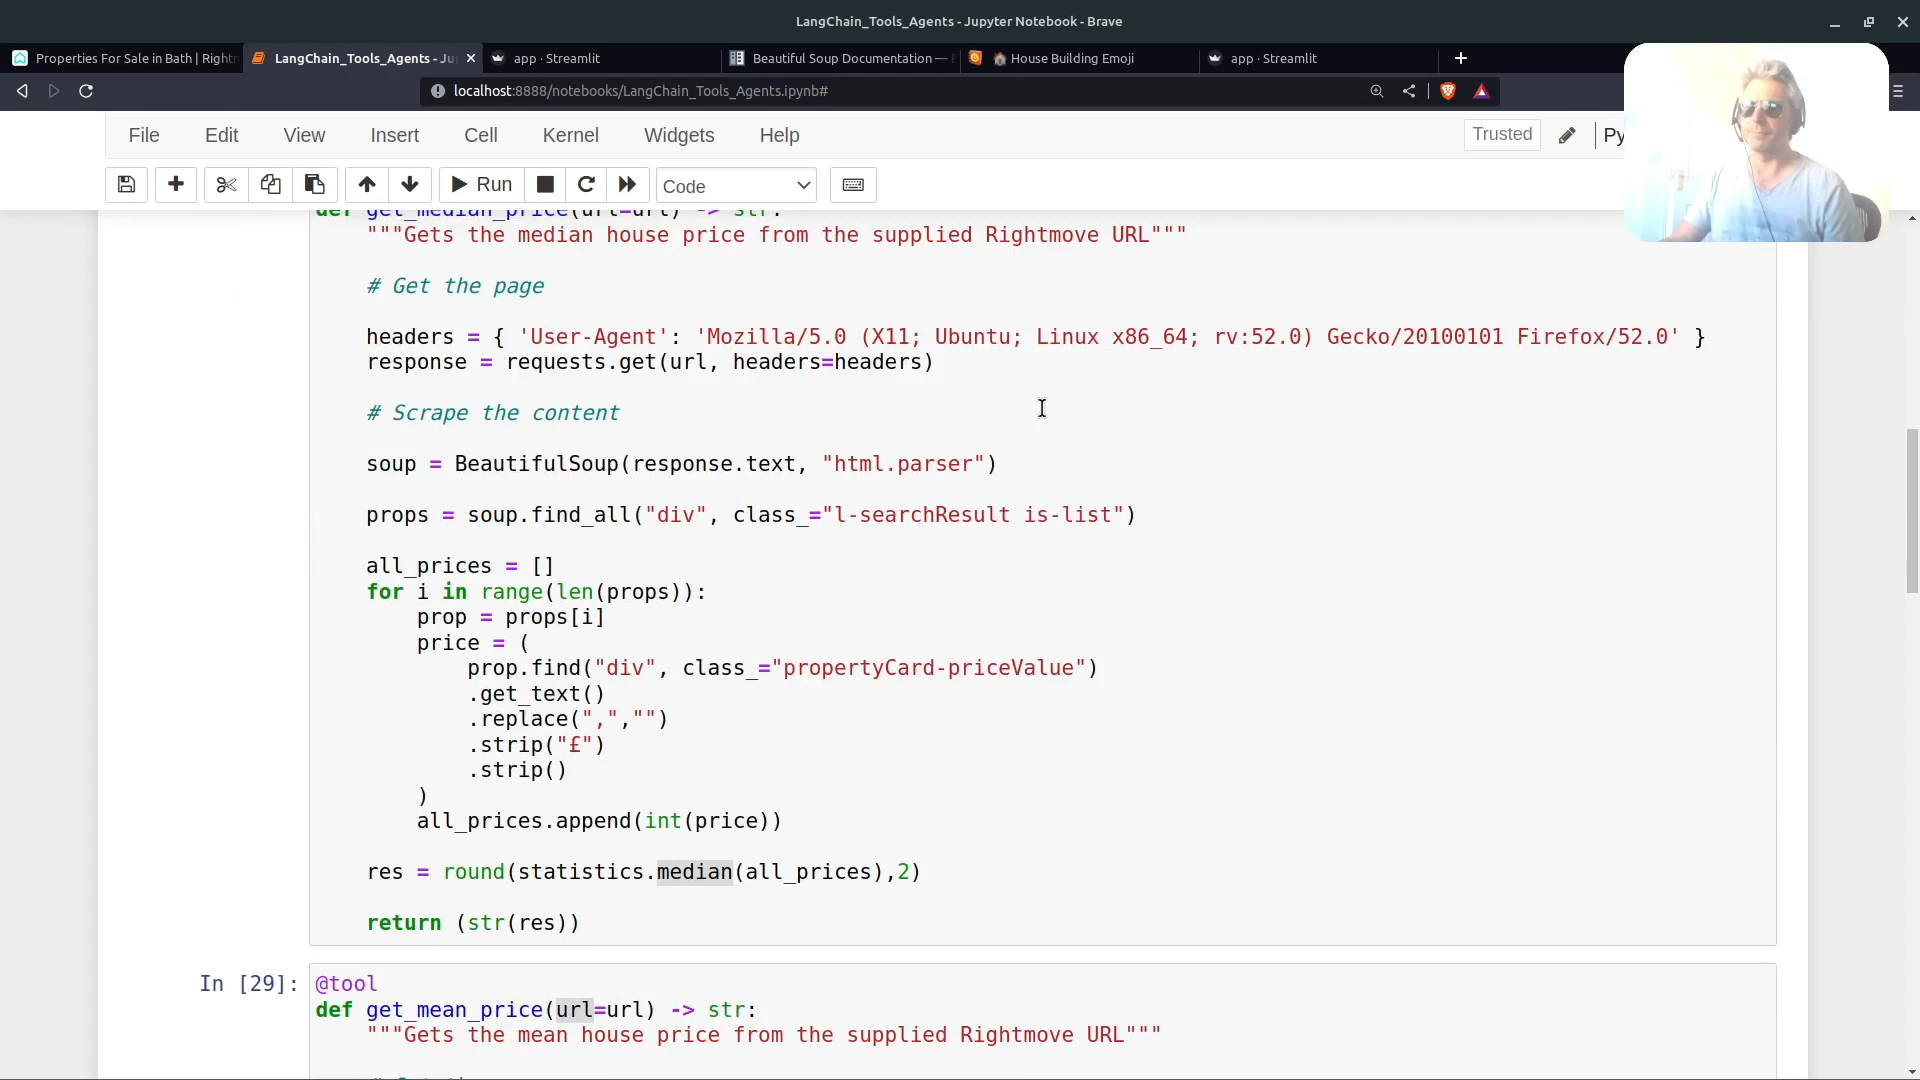 LangChain_Tools_Agents - Jupyter Notebook - Brave
Properties For Sale in Bath | Rightm
LangChain_Tools_Agents - Ju
app · Streamlit
Beautiful Soup Documentation —
🏠 House Building Emoji
app · Streamlit
localhost:8888/notebooks/LangChain_Tools_Agents.ipynb#
File Edit View Insert Cell Kernel Widgets Help
Trusted
Py
Run
Code
def get_median_price(url=url) -> str:
"""Gets the median house price from the supplied Rightmove URL"""
# Get the page
headers = { 'User-Agent': 'Mozilla/5.0 (X11; Ubuntu; Linux x86_64; rv:52.0) Gecko/20100101 Firefox/52.0' }
response = requests.get(url, headers=headers)
# Scrape the content
soup = BeautifulSoup(response.text, "html.parser")
props = soup.find_all("div", class_="l-searchResult is-list")
all_prices = []
for i in range(len(props)):
prop = props[i]
price = (
prop.find("div", class_="propertyCard-priceValue")
.get_text()
.replace(",","")
.strip("£")
.strip()
)
all_prices.append(int(price))
res = round(statistics.median(all_prices),2)
return (str(res))
In [29]:
@tool
def get_mean_price(url=url) -> str:
"""Gets the mean house price from the supplied Rightmove URL"""